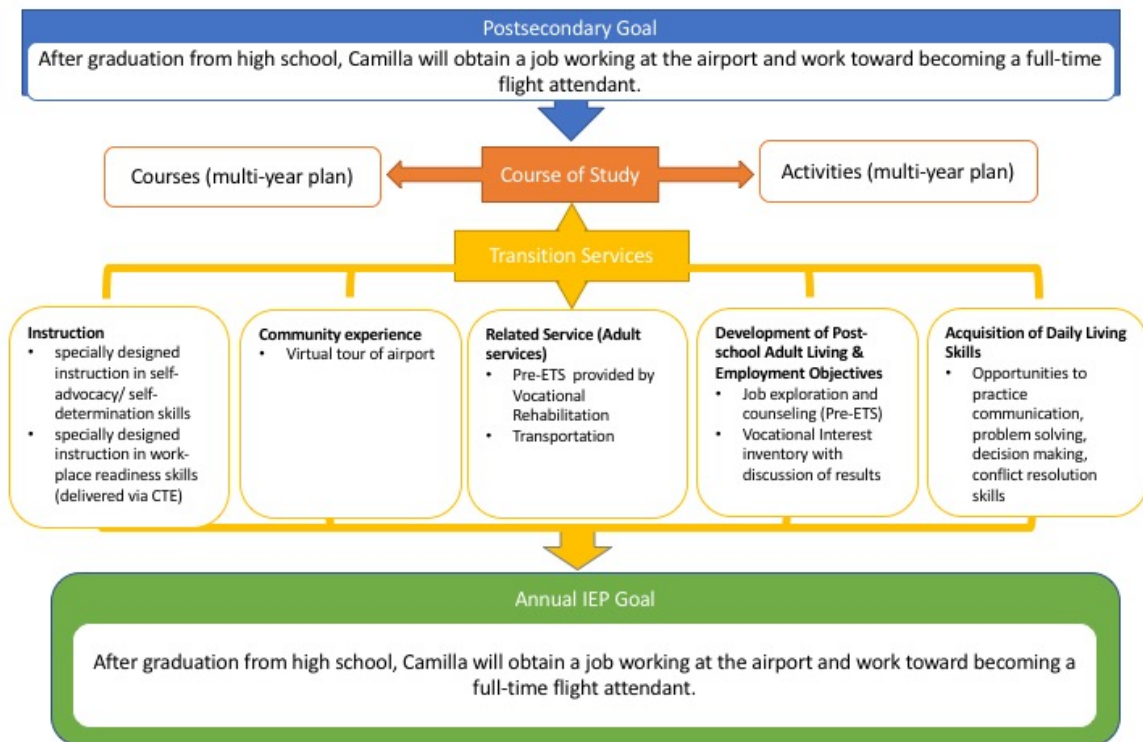 Postsecondary Goal
After graduation from high school, Camilla will obtain a job working at the airport and work toward becoming a full-time
flight attendant.
Courses (multi-year plan)
Course of Study
Activities (multi-year plan)
Transition Services
Instruction
• specially designed
instruction in self-
advocacy/ self-
determination skills
• specially designed
instruction in work-
place readiness skills
(delivered via CTE)
Community experience
• Virtual tour of airport
Related Service (Adult
services)
• Pre-ETS provided by
Vocational
Rehabilitation
• Transportation
Development of Post-
school Adult Living &
Employment Objectives
• Job exploration and
counseling (Pre-ETS)
• Vocational Interest
inventory with
discussion of results
Acquisition of Daily Living
Skills
• Opportunities to
practice
communication,
problem solving,
decision making,
conflict resolution
skills
Annual IEP Goal
After graduation from high school, Camilla will obtain a job working at the airport and work toward becoming a
full-time flight attendant.